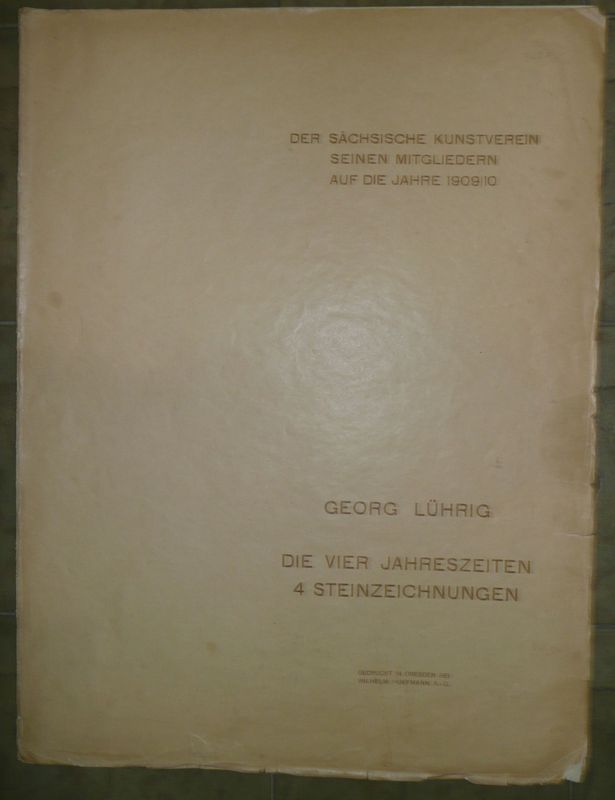 DER SÄCHSISCHE KUNSTVEREIN
SEINEN MITGLIEDERN
AUF DIE JAHRE 1909/10
GEORG LÜHRIG
DIE VIER JAHRESZEITEN
4 STEINZEICHNUNGEN
GEDRUCKT IN DRESDEN BEI
WILHELM HOFFMANN A.-G.